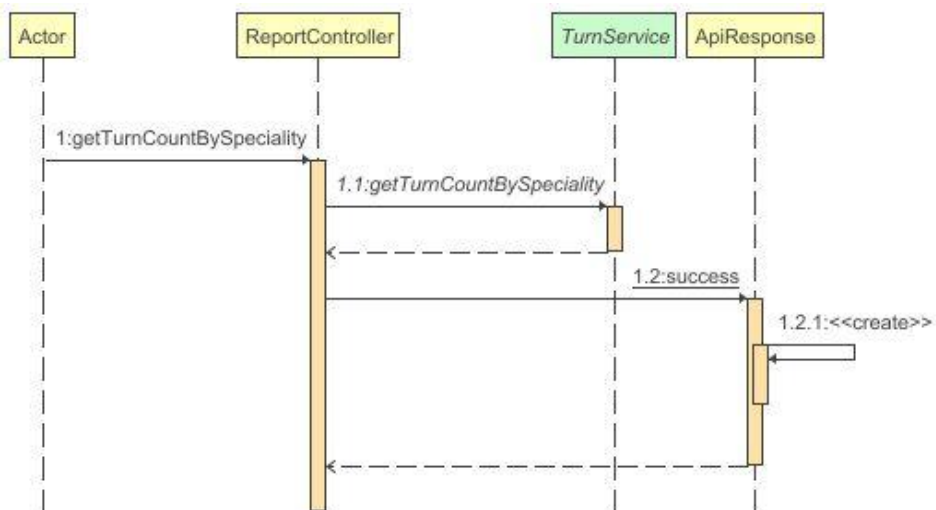 Actor
ReportController
TurnService
ApiResponse
1:getTurnCountBySpeciality
1.1:getTurnCountBySpeciality
1.2:success
1.2.1:<<create>>